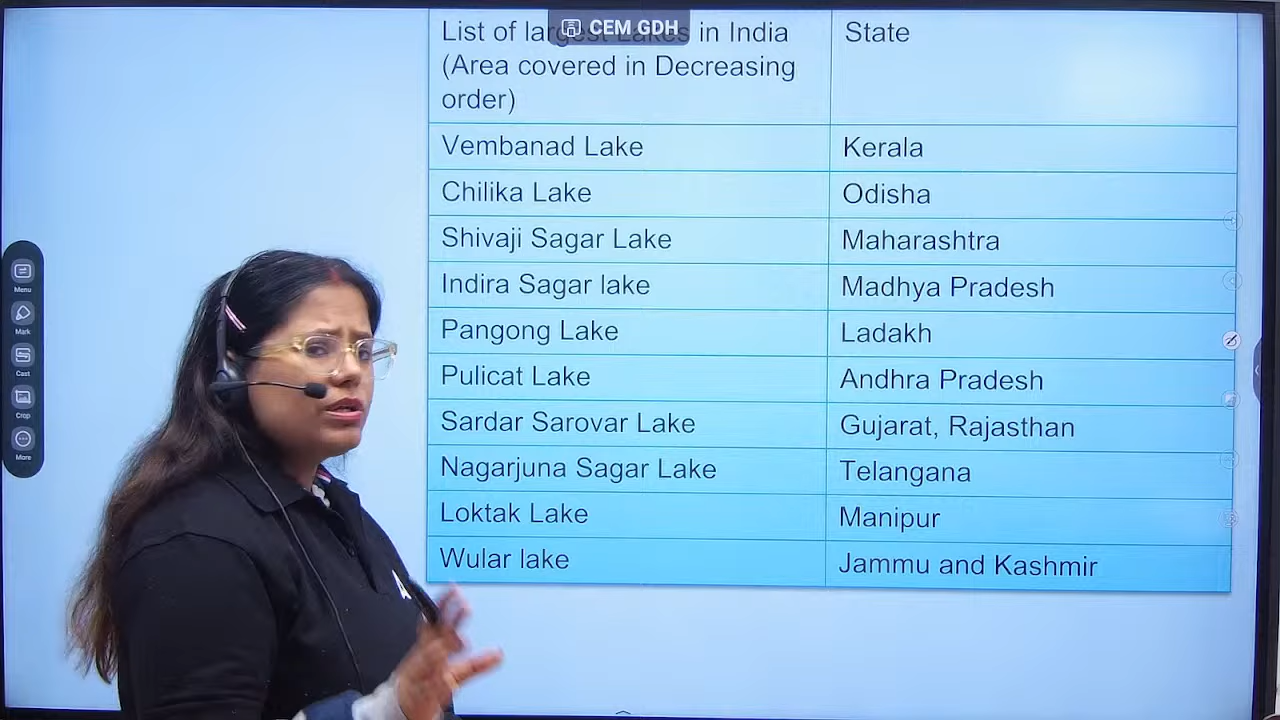 CEM GDH
List of largest Lakes in India
(Area covered in Decreasing
order)
State
Vembanad Lake
Kerala
Chilika Lake
Odisha
Shivaji Sagar Lake
Maharashtra
Indira Sagar lake
Madhya Pradesh
Pangong Lake
Ladakh
Pulicat Lake
Andhra Pradesh
Sardar Sarovar Lake
Gujarat, Rajasthan
Nagarjuna Sagar Lake
Telangana
Loktak Lake
Manipur
Wular lake
Jammu and Kashmir
Menu
Mark
Cast
Crop
More